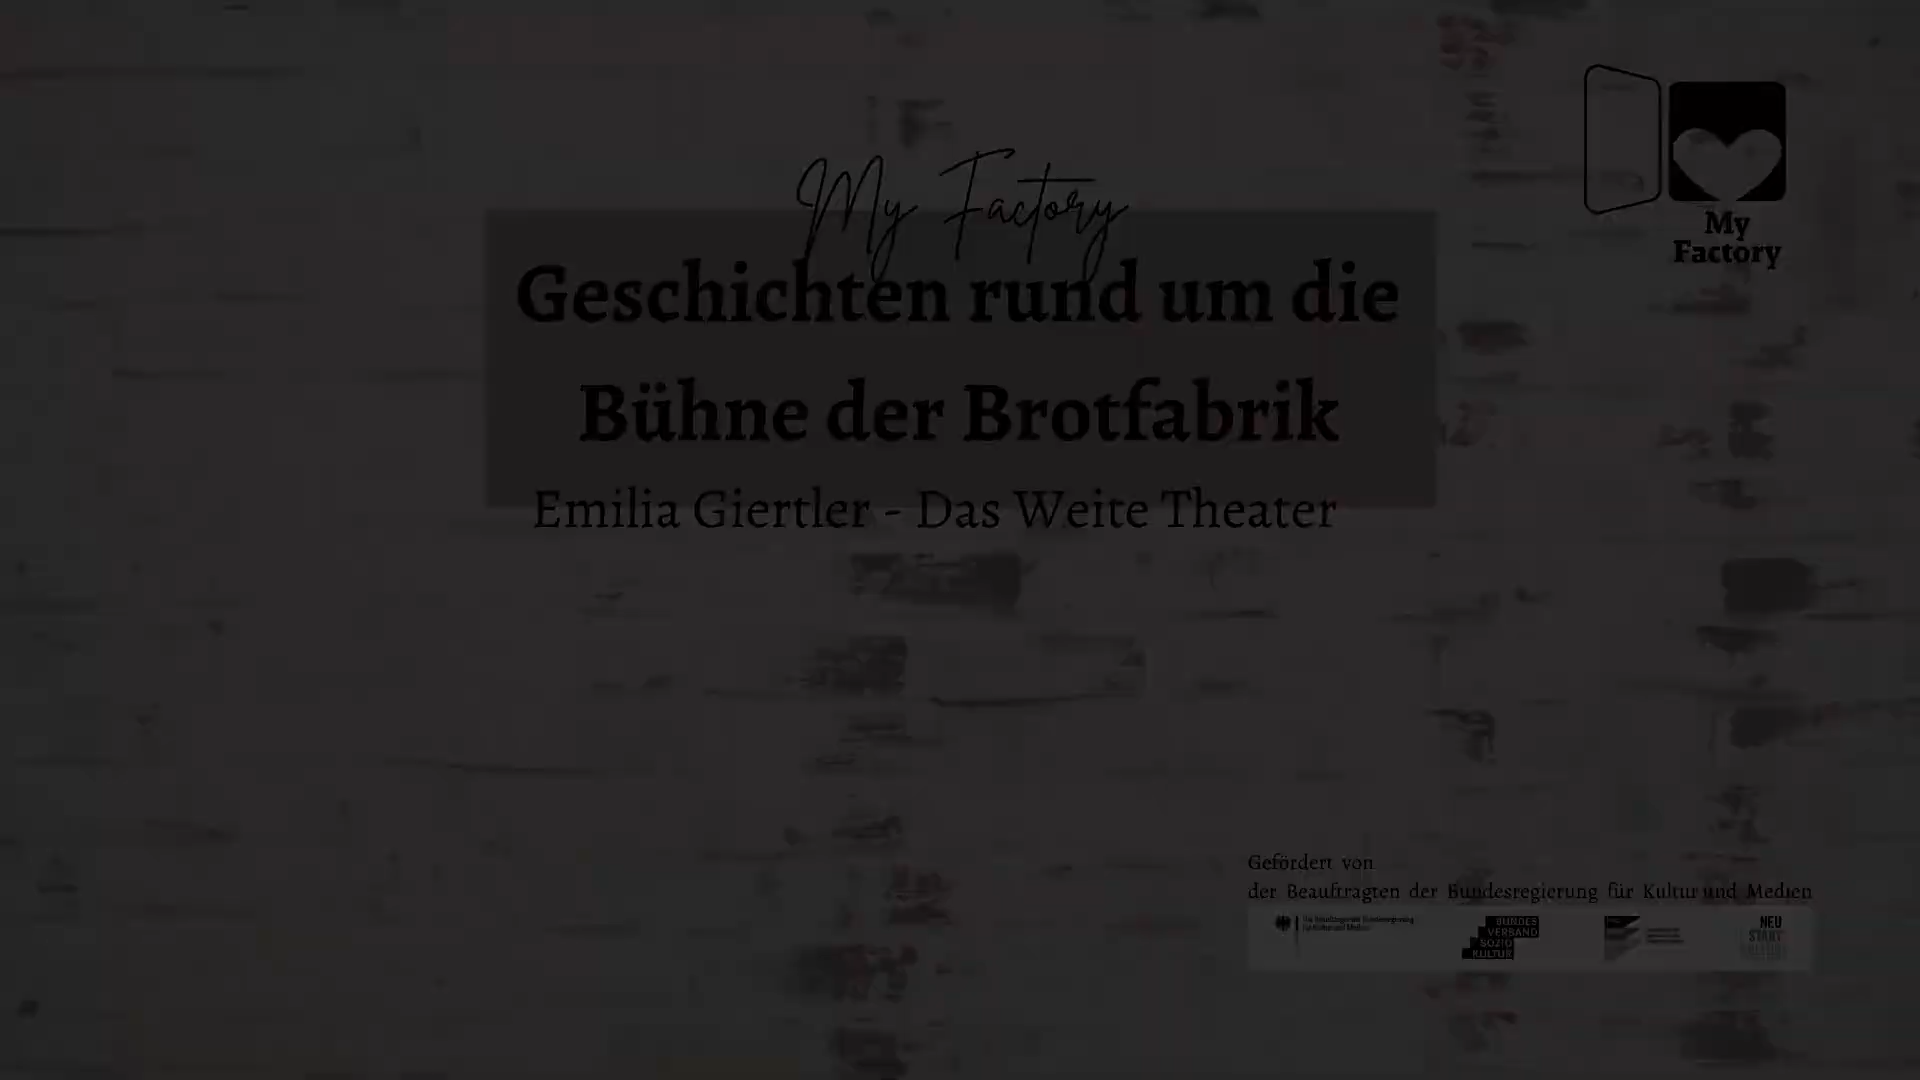 My Factory
Geschichten rund um die
Bühne der Brotfabrik
Emilia Giertler - Das Weite Theater
My
Factory
Gefördert von
der Beauftragten der Bundesregierung für Kultur und Medien
BUNDES
VERBAND
SOZIO
KULTUR
NEU
START